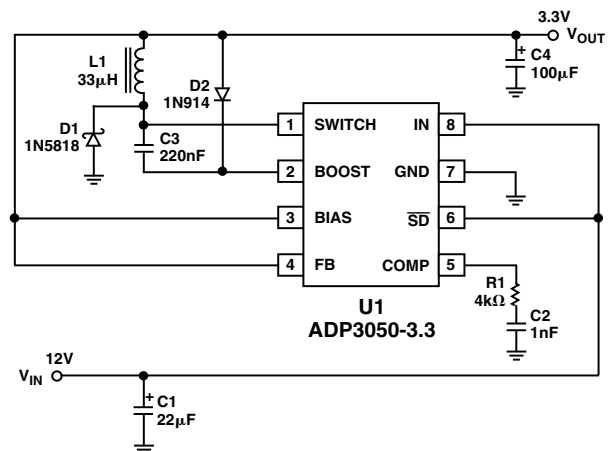 3.3V
VOUT
L1
33μH
D2
1N914
C4
100μF
D1
1N5818
C3
220nF
1 SWITCH IN 8
2 BOOST GND 7
3 BIAS SD 6
4 FB COMP 5
R1
4kΩ
C2
1nF
U1
ADP3050-3.3
12V
VIN
C1
22μF
+
+